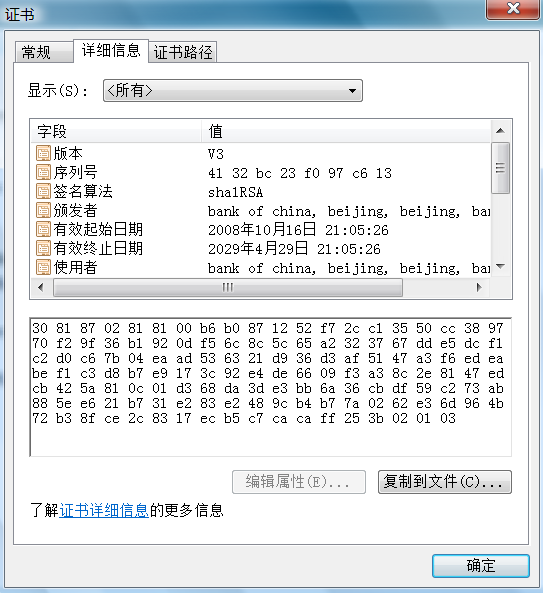 证书
常规 详细信息 证书路径
显示(S): <所有>
字段 值
版本 V3
序列号 41 32 bc 23 f0 97 c6 13
签名算法 sha1RSA
颁发者 bank of china, beijing, beijing, ban
有效起始日期 2008年10月16日 21:05:26
有效终止日期 2029年4月29日 21:05:26
使用者 bank of china, beijing, beijing, ban
30 81 87 02 81 81 00 b6 b0 87 12 52 f7 2c c1 35 50 cc 38 97
70 f2 9f 36 b1 92 0d f5 6c 8c 5c 65 a2 32 37 67 dd e5 dc f1
c2 d0 c6 7b 04 ea ad 53 63 21 d9 36 d3 af 51 47 a3 f6 ed ea
be f1 c3 d8 b7 e9 17 3c 92 e4 de 66 09 f3 a3 8c 2e 81 47 ed
cb 42 5a 81 0c 01 d3 68 da 3d e3 bb 6a 36 cb df 59 c2 73 ab
88 5e e6 21 b7 31 e2 83 e2 48 9c b4 b7 7a 02 62 e3 6d 96 4b
72 b3 8f ce 2c 83 17 ec b5 c7 ca ca ff 25 3b 02 01 03
编辑属性(E)... 复制到文件(C)...
了解证书详细信息的更多信息
确定